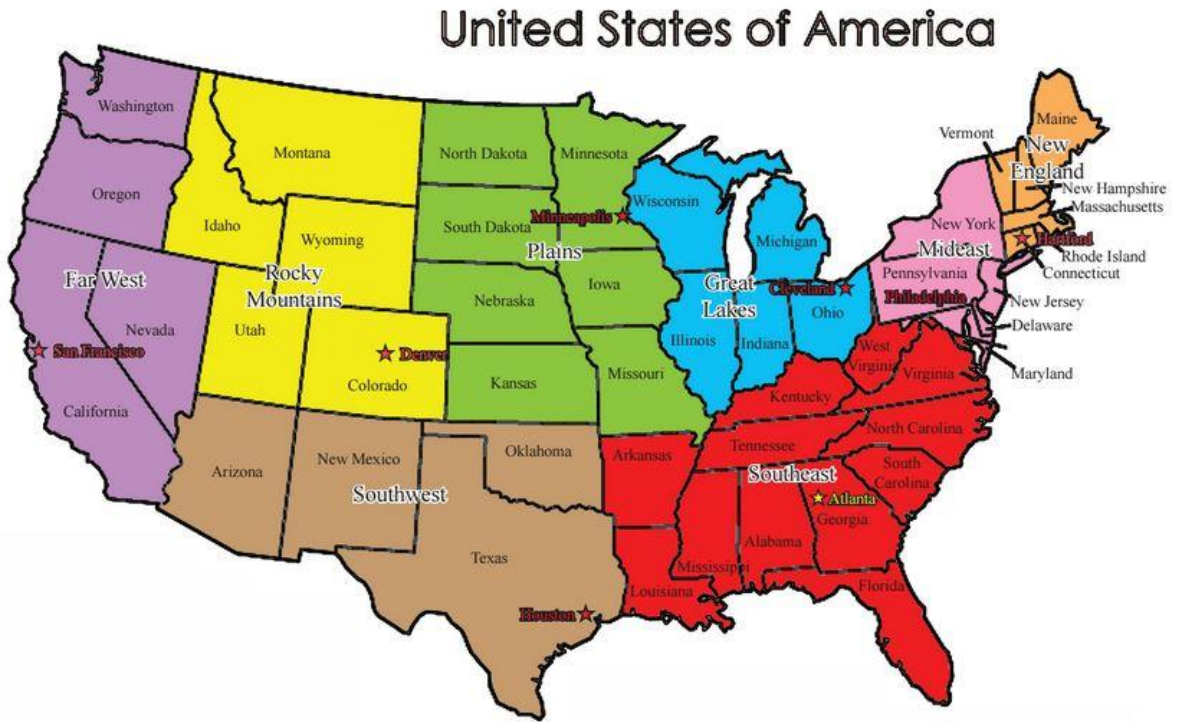 United States of America
Washington
Oregon
Far West
Nevada
San Francisco
California
Montana
Idaho
Wyoming
Rocky
Mountains
Utah
Denver
Colorado
North Dakota
Minnesota
South Dakota
Minneapolis
Plains
Nebraska
Iowa
Kansas
Missouri
Wisconsin
Michigan
Great
Lakes
Cleveland
Illinois
Indiana
Ohio
Maine
Vermont
New
England
New Hampshire
Massachusetts
Hartford
Rhode Island
Connecticut
New York
Mideast
Pennsylvania
Philadelphia
New Jersey
Delaware
Maryland
Arizona
New Mexico
Oklahoma
Southwest
Texas
Houston
West
Virginia
Virginia
Kentucky
Tennessee
North Carolina
Arkansas
Southeast
South
Carolina
Atlanta
Georgia
Alabama
Mississippi
Louisiana
Florida